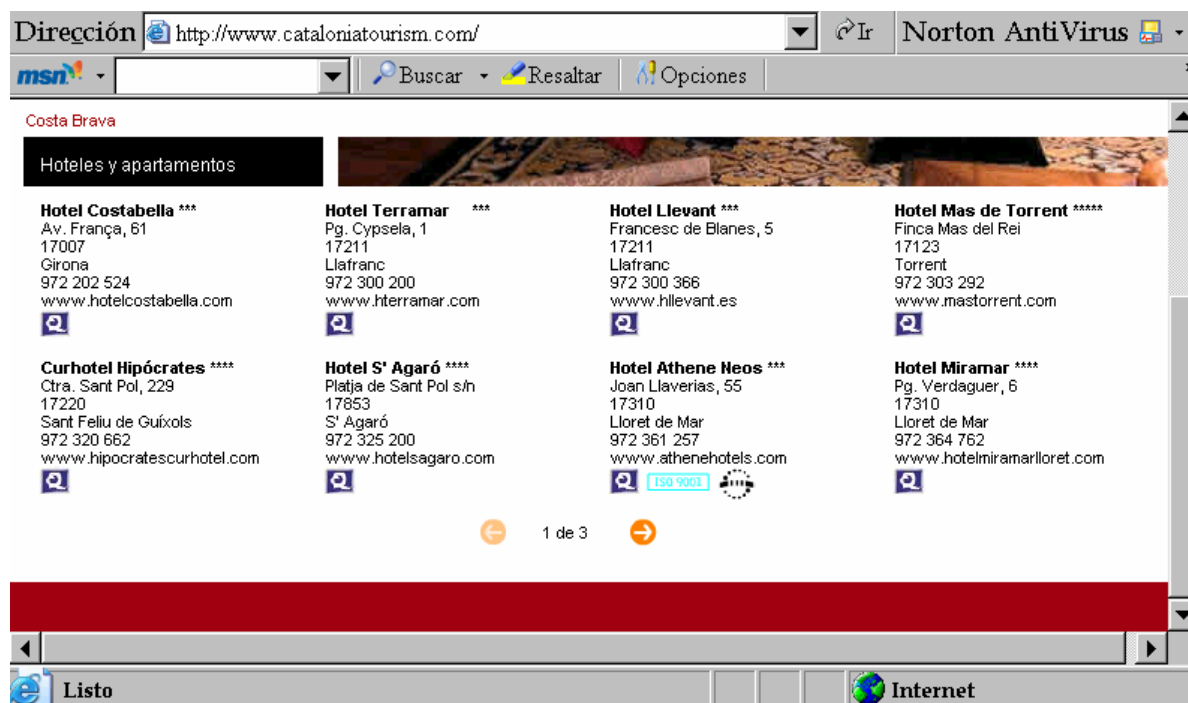 Dirección http://www.cataloniatourism.com/ Ir Norton AntiVirus
msn Buscar Resaltar Opciones
Costa Brava
Hoteles y apartamentos
Hotel Costabella ***
Av. França, 61
17007
Girona
972 202 524
www.hotelcostabella.com
Hotel Terramar ***
Pg. Cypsela, 1
17211
Llafranc
972 300 200
www.hterramar.com
Hotel Llevant ***
Francesc de Blanes, 5
17211
Llafranc
972 300 366
www.hllevant.es
Hotel Mas de Torrent *****
Finca Mas del Rei
17123
Torrent
972 303 292
www.mastorrent.com
Q
Q
Q
Q
Curhotel Hipócrates ****
Ctra. Sant Pol, 229
17220
Sant Feliu de Guíxols
972 320 662
www.hipocratescurhotel.com
Hotel S' Agaró ****
Platja de Sant Pol s/n
17853
S' Agaró
972 325 200
www.hotelsagaro.com
Hotel Athene Neos ***
Joan Llaverias, 55
17310
Lloret de Mar
972 361 257
www.athenehotels.com
Hotel Miramar ****
Pg. Verdaguer, 6
17310
Lloret de Mar
972 364 762
www.hotelmiramarlloret.com
Q
Q
Q ISO 9001
Q
1 de 3
Listo Internet